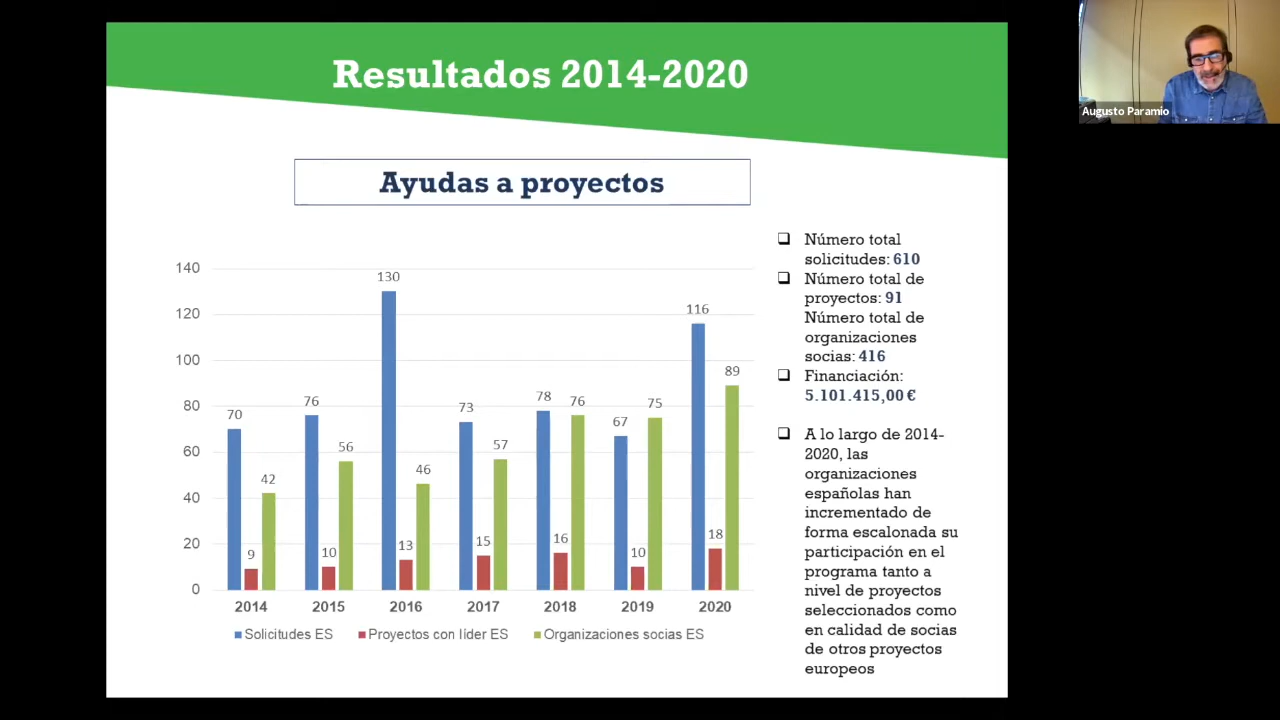 Resultados 2014-2020
Augusto Paramio
Ayudas a proyectos
140
120
100
80
60
40
20
0
70
9
42
76
10
56
130
13
46
73
15
57
78
16
76
67
10
75
116
18
89
2014
2015
2016
2017
2018
2019
2020
Solicitudes ES
Proyectos con líder ES
Organizaciones socias ES
Número total
solicitudes: 610
Número total de
proyectos: 91
Número total de
organizaciones
socias: 416
Financiación:
5.101.415,00 €
A lo largo de 2014-
2020, las
organizaciones
españolas han
incrementado de
forma escalonada su
participación en el
programa tanto a
nivel de proyectos
seleccionados como
en calidad de socias
de otros proyectos
europeos